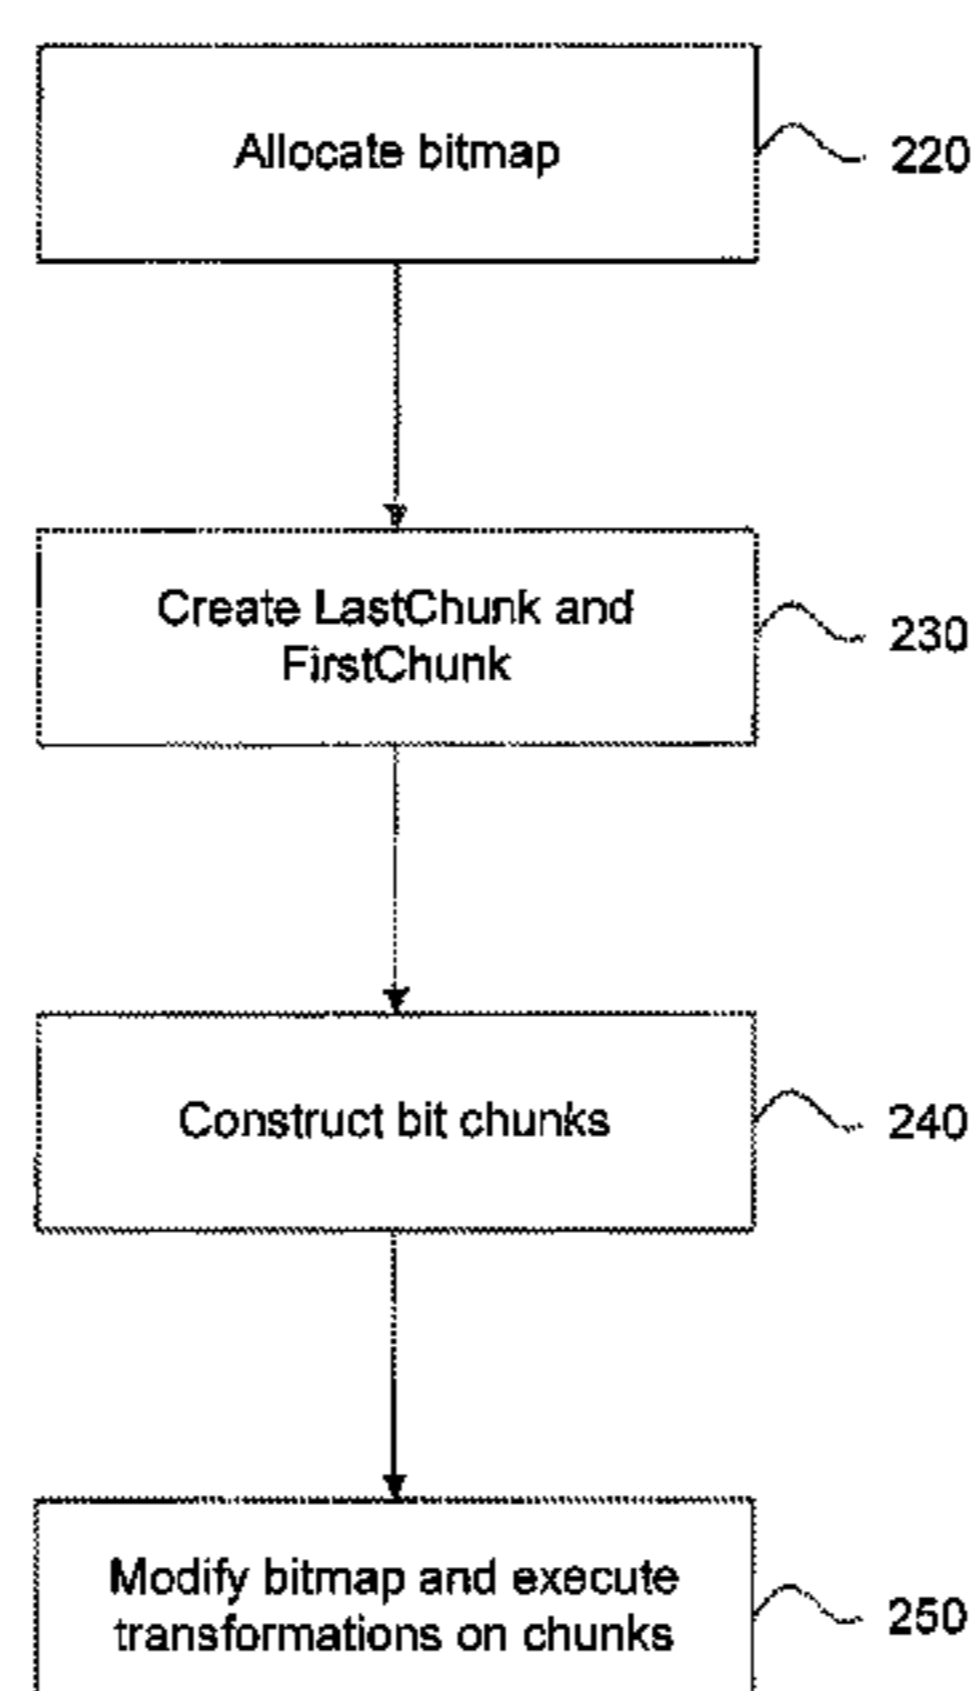 Allocate bitmap
220
Create LastChunk and
FirstChunk
230
Construct bit chunks
240
Modify bitmap and execute
transformations on chunks
250